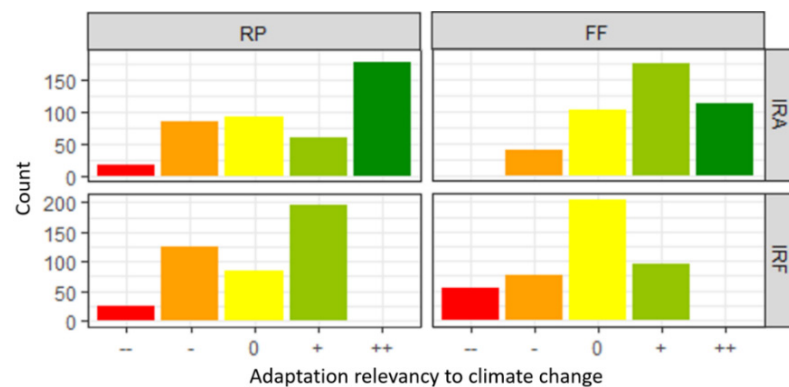 RP FF
150
100
50
0
IRA
Count
200
150
100
50
0
IRF
-- - 0 + ++ -- - 0 + ++
Adaptation relevancy to climate change